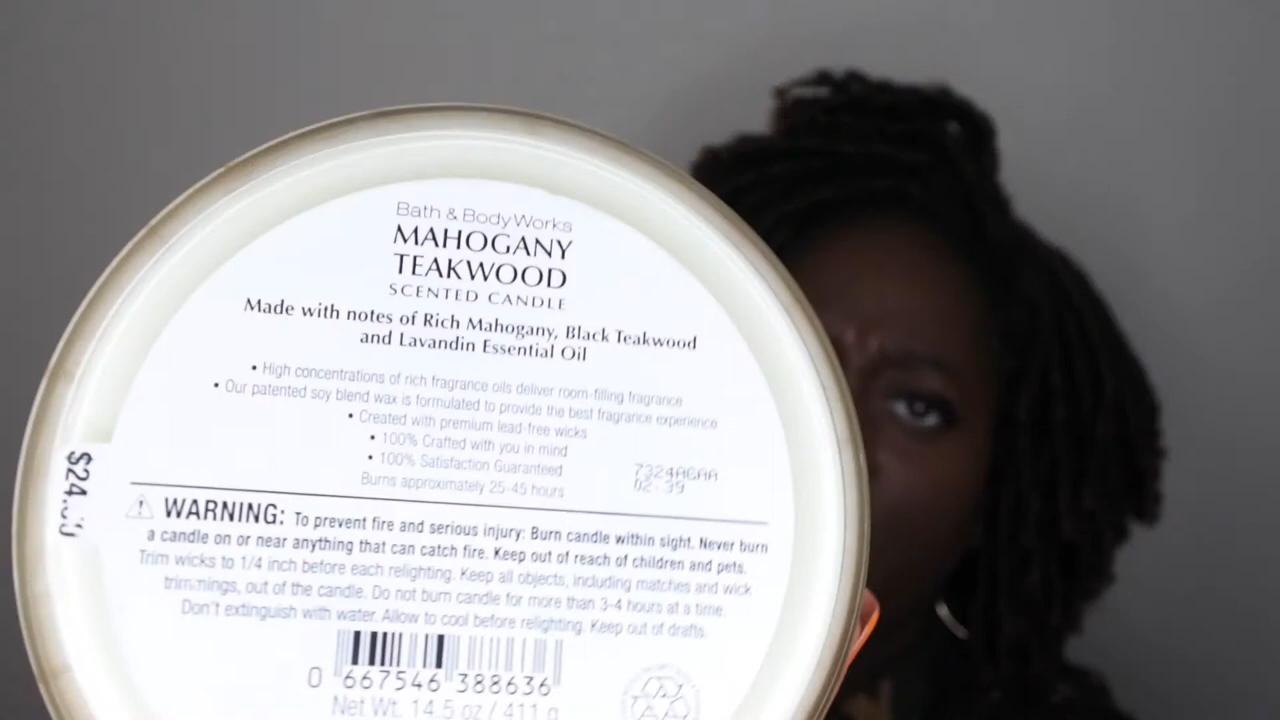 Bath & Body Works
MAHOGANY
TEAKWOOD
SCENTED CANDLE
Made with notes of Rich Mahogany, Black Teakwood
and Lavandin Essential Oil
• High concentrations of rich fragrance oils deliver room-filling fragrance
• Our patented soy blend wax is formulated to provide the best fragrance experience
• Created with premium lead-free wicks
• 100% Crafted with you in mind
• 100% Satisfaction Guaranteed
Burns approximately 25-45 hours
7324AGAA
02:39
$24.50
WARNING: To prevent fire and serious injury: Burn candle within sight. Never burn
a candle on or near anything that can catch fire. Keep out of reach of children and pets.
Trim wicks to 1/4 inch before each relighting. Keep all objects, including matches and wick
trimmings, out of the candle. Do not burn candle for more than 3-4 hours at a time.
Don't extinguish with water. Allow to cool before relighting. Keep out of drafts.
0 667546 388636
Net Wt. 14.5 oz / 411 g